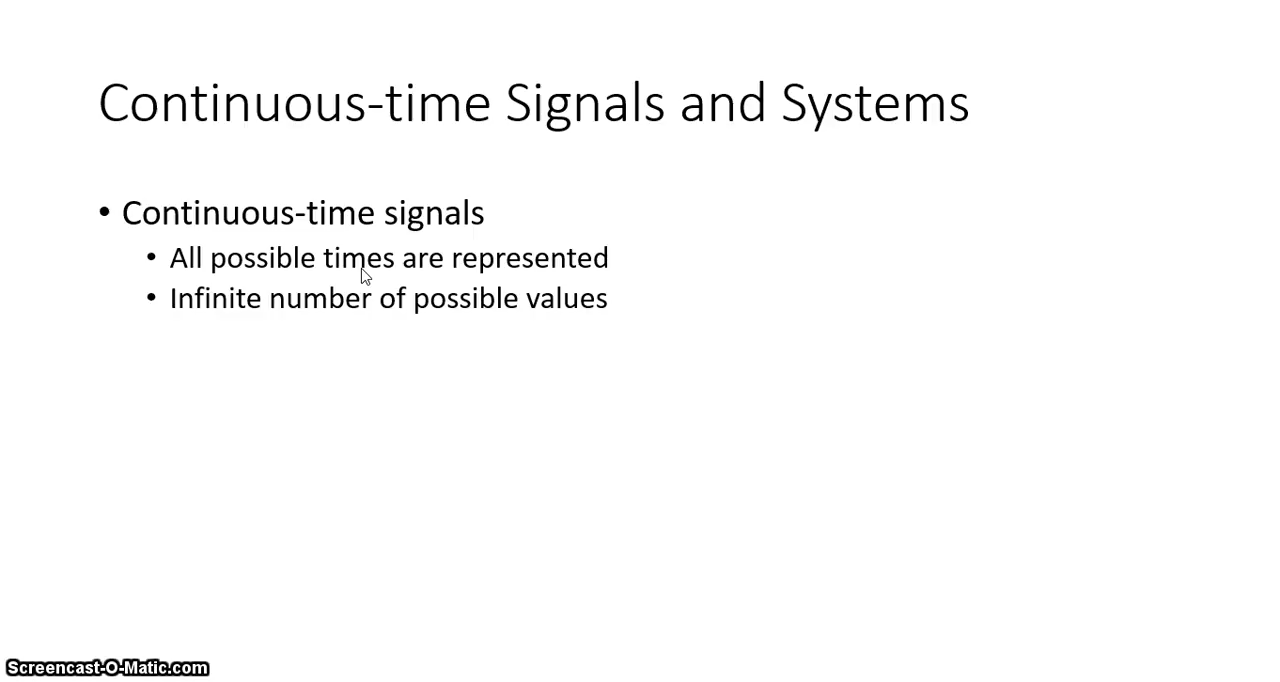 Continuous-time Signals and Systems
• Continuous-time signals
• All possible times are represented
• Infinite number of possible values
Screencast-O-Matic.com